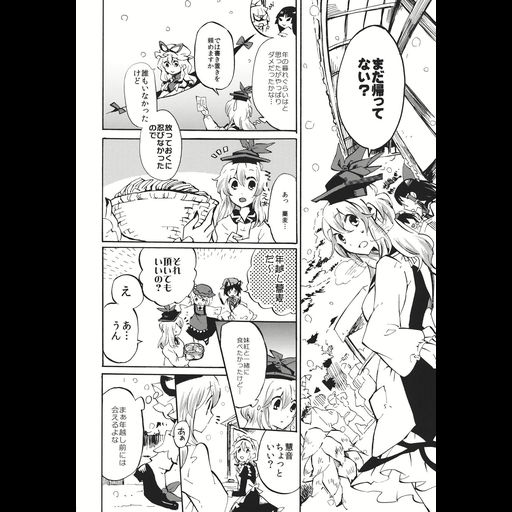 まだ帰って
ない？
年の暮れぐらいはと
思ったがやっぱり
ダメだったかな…
では書き置きを
頼めますか
誰もいなかった
けど
放っておくに
忍びなかった
ので
あっ 蕎麦…
年越し蕎麦
だ〜
それ
頂いても
いいの？
え
あ…
うん
妹紅と一緒に
食べたかったけど…
慧音
ちょっと
いい？
ああ
まあ年越し前には
会えるよな